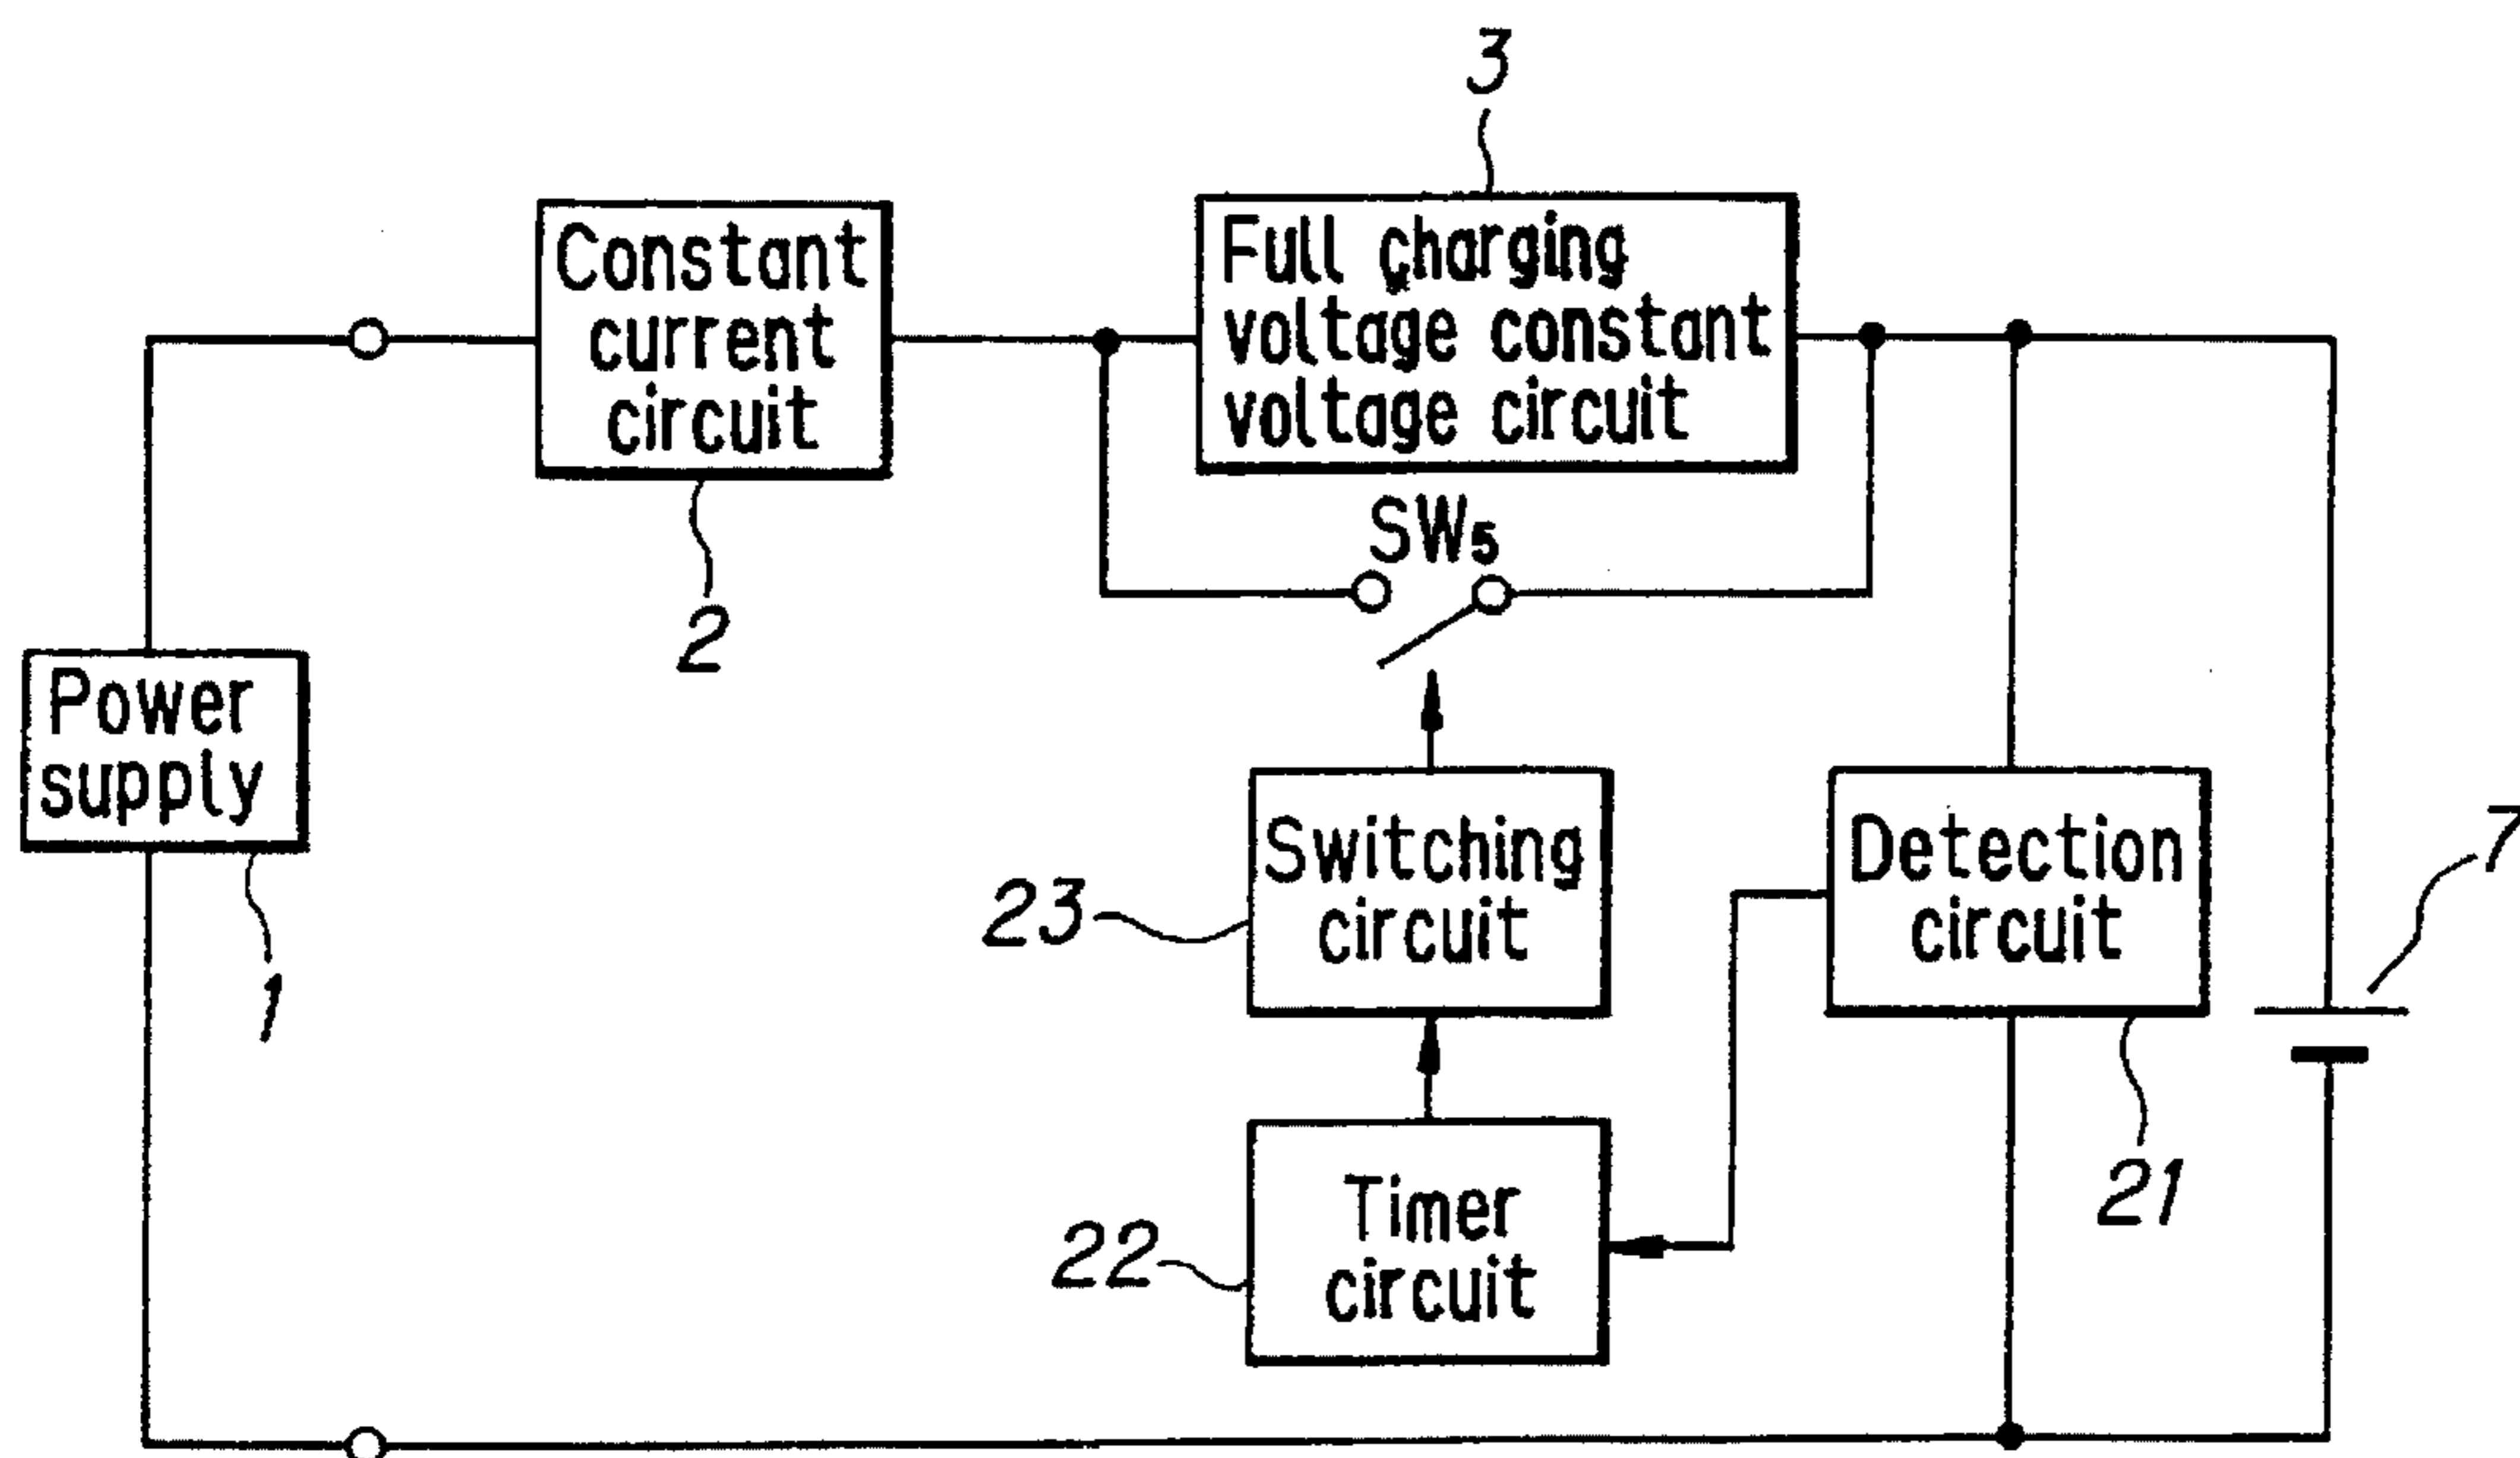 3
Constant
current
circuit
2
Full charging
voltage constant
voltage circuit
SW5
Power
supply
1
Switching
circuit
23
Detection
circuit
21
7
Timer
circuit
22